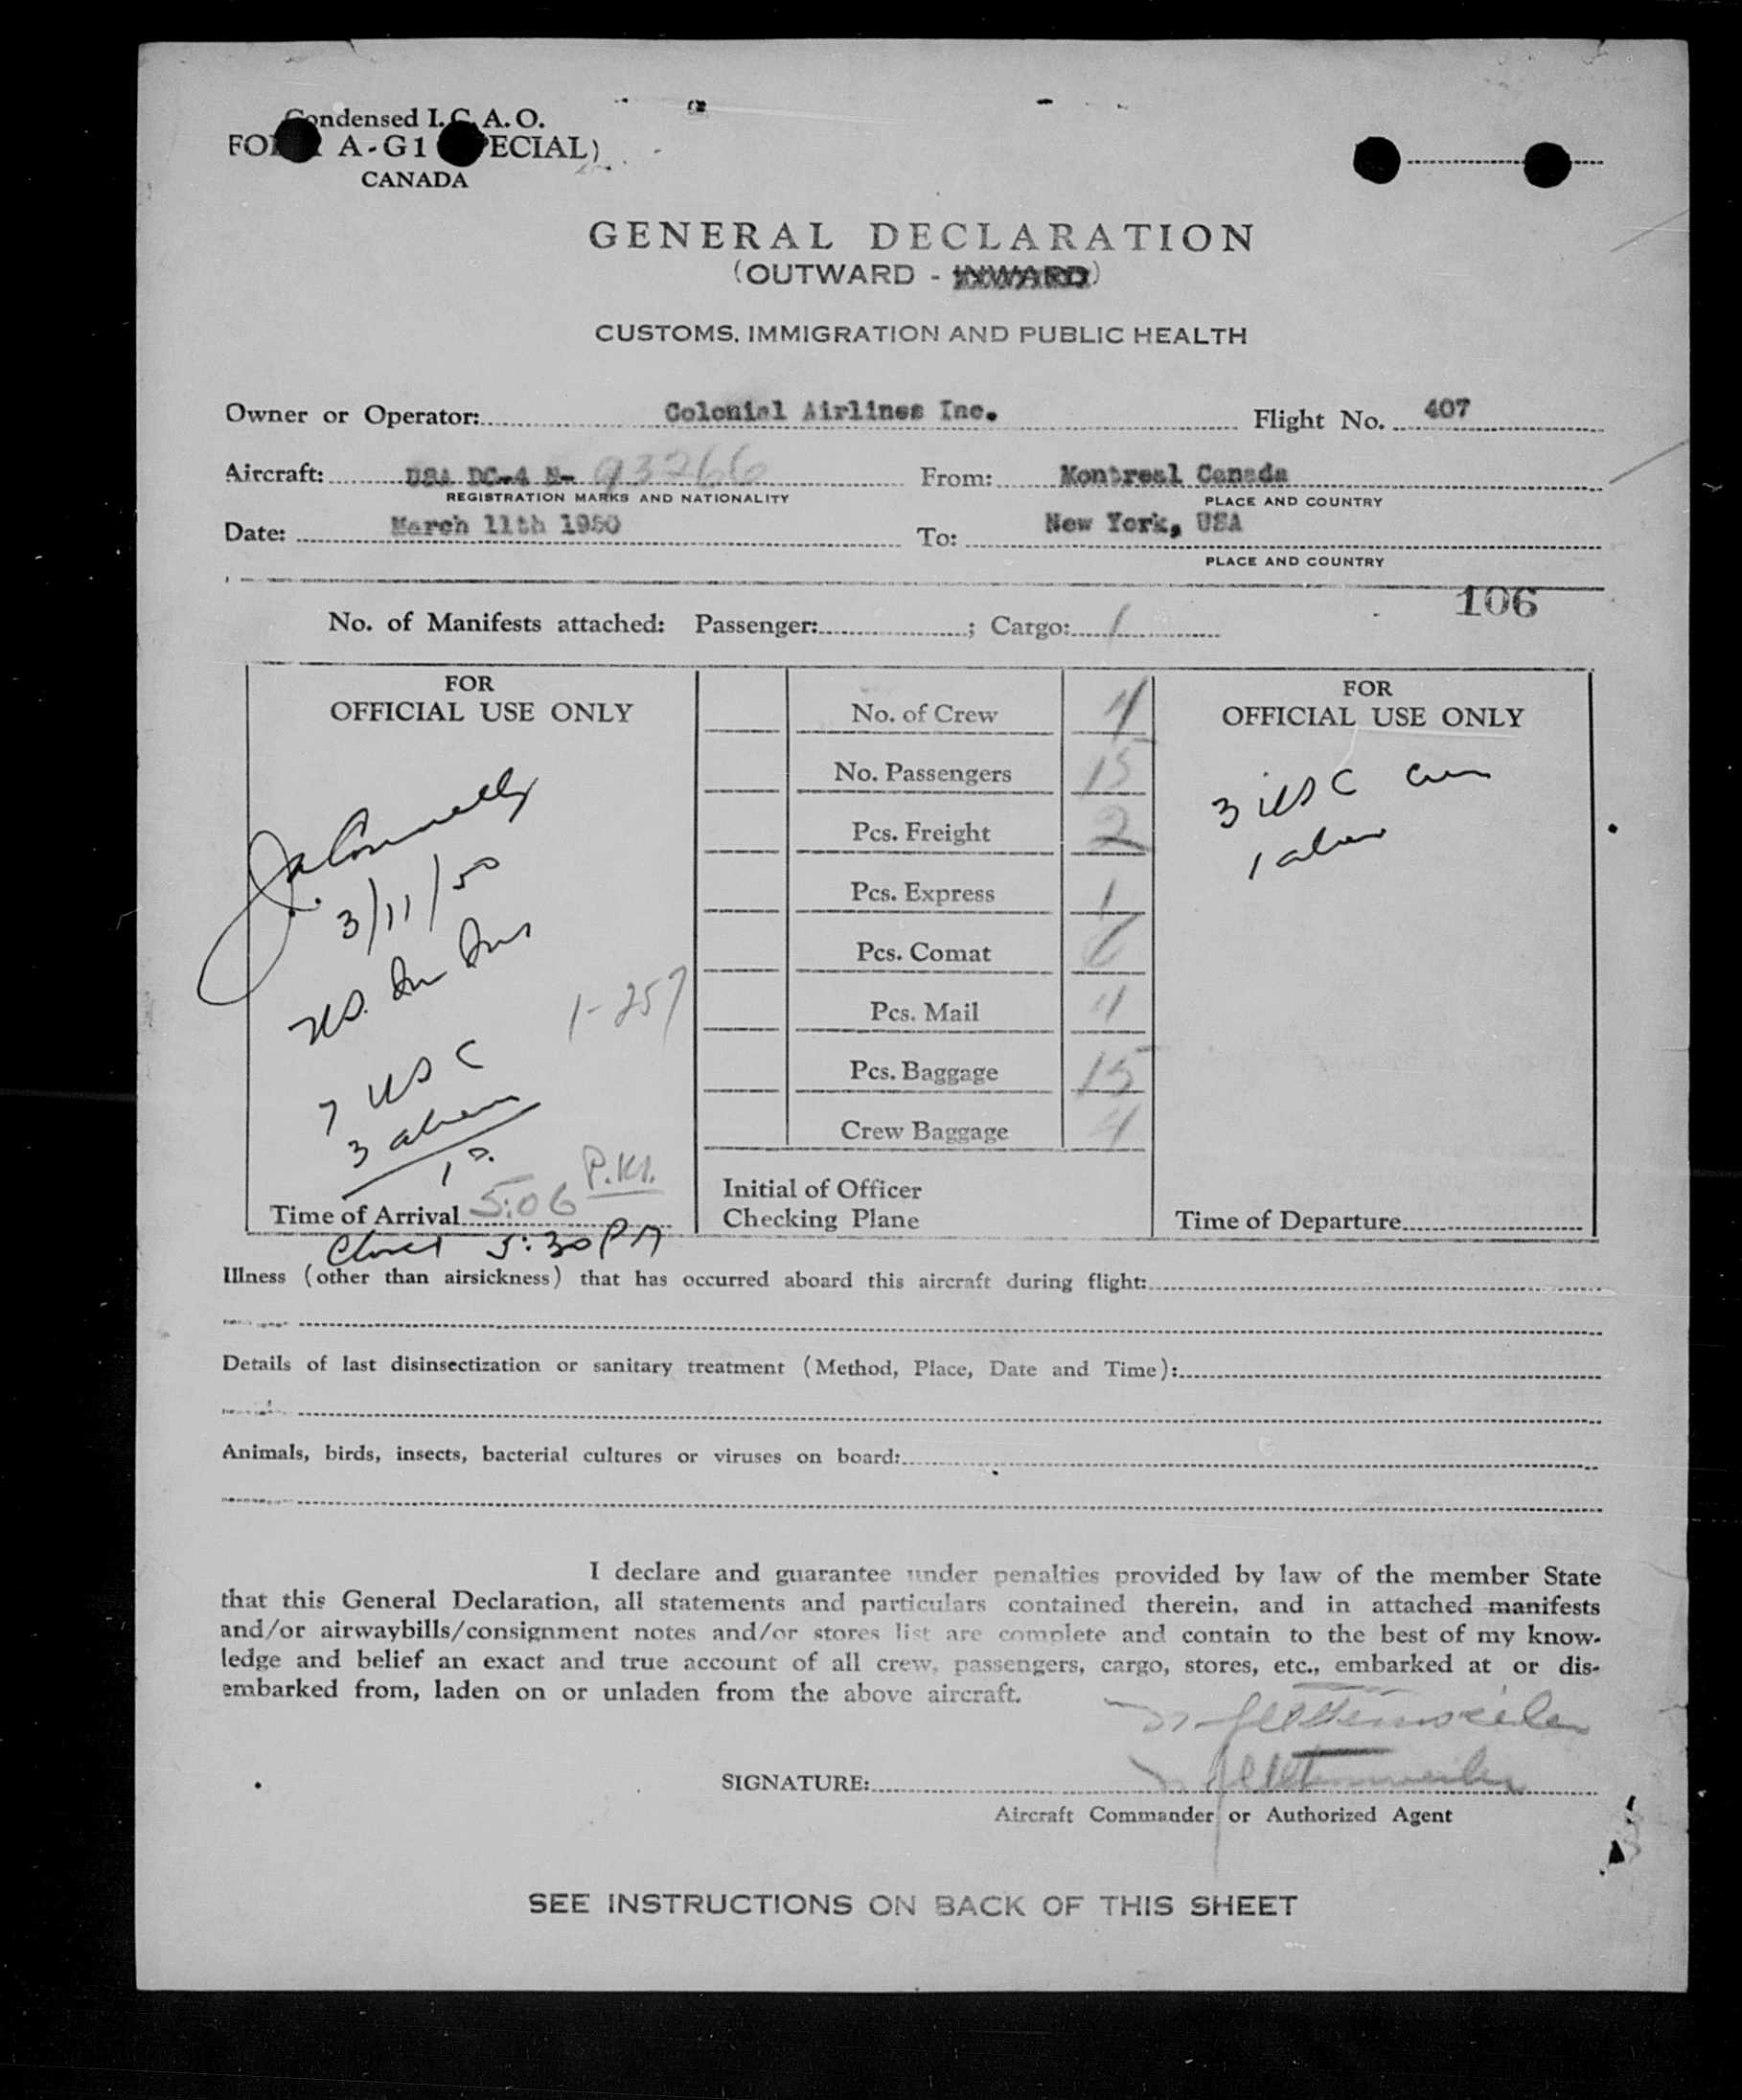 Condensed I.C.A.O.
FORM A-G1 (SPECIAL)
CANADA
GENERAL DECLARATION
(OUTWARD - INWARD)
CUSTOMS, IMMIGRATION AND PUBLIC HEALTH
Owner or Operator: Colonial Airlines Inc. Flight No. 407
Aircraft: USA DC-4 N- 93266 From: Montreal Canada
REGISTRATION MARKS AND NATIONALITY PLACE AND COUNTRY
Date: March 11th 1950 To: New York, USA
PLACE AND COUNTRY
106
No. of Manifests attached: Passenger: ; Cargo: 1
FOR
OFFICIAL USE ONLY
3/11/50
1-257
7 USC
3 aliens
10
Time of Arrival 5:06 P.M.
Closed 5:30 PM
No. of Crew 4
No. Passengers 15
Pcs. Freight 2
Pcs. Express 1
Pcs. Comat
Pcs. Mail 4
Pcs. Baggage 15
Crew Baggage 4
Initial of Officer
Checking Plane
FOR
OFFICIAL USE ONLY
3 USC Crew
1 alien
Time of Departure
Illness (other than airsickness) that has occurred aboard this aircraft during flight:
Details of last disinsectization or sanitary treatment (Method, Place, Date and Time):
Animals, birds, insects, bacterial cultures or viruses on board:
I declare and guarantee under penalties provided by law of the member State
that this General Declaration, all statements and particulars contained therein, and in attached manifests
and/or airwaybills/consignment notes and/or stores list are complete and contain to the best of my know-
ledge and belief an exact and true account of all crew, passengers, cargo, stores, etc., embarked at or dis-
embarked from, laden on or unladen from the above aircraft.
SIGNATURE:
Aircraft Commander or Authorized Agent
SEE INSTRUCTIONS ON BACK OF THIS SHEET